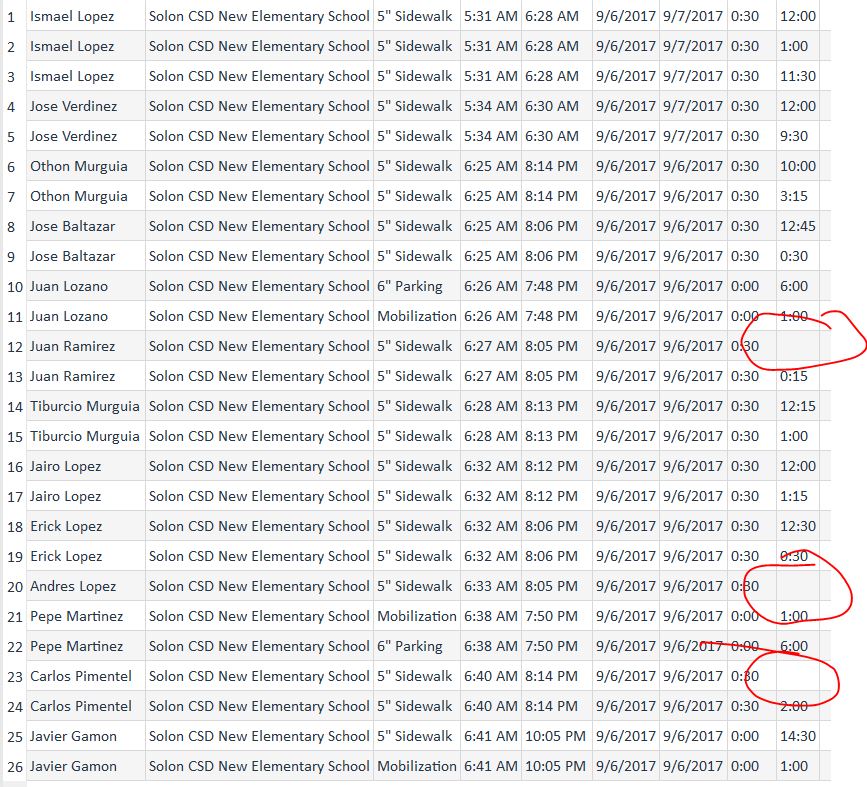 1 Ismael Lopez Solon CSD New Elementary School 5" Sidewalk 5:31 AM 6:28 AM 9/6/2017 9/7/2017 0:30 12:00
2 Ismael Lopez Solon CSD New Elementary School 5" Sidewalk 5:31 AM 6:28 AM 9/6/2017 9/7/2017 0:30 1:00
3 Ismael Lopez Solon CSD New Elementary School 5" Sidewalk 5:31 AM 6:28 AM 9/6/2017 9/7/2017 0:30 11:30
4 Jose Verdinez Solon CSD New Elementary School 5" Sidewalk 5:34 AM 6:30 AM 9/6/2017 9/7/2017 0:30 12:00
5 Jose Verdinez Solon CSD New Elementary School 5" Sidewalk 5:34 AM 6:30 AM 9/6/2017 9/7/2017 0:30 9:30
6 Othon Murguia Solon CSD New Elementary School 5" Sidewalk 6:25 AM 8:14 PM 9/6/2017 9/6/2017 0:30 10:00
7 Othon Murguia Solon CSD New Elementary School 5" Sidewalk 6:25 AM 8:14 PM 9/6/2017 9/6/2017 0:30 3:15
8 Jose Baltazar Solon CSD New Elementary School 5" Sidewalk 6:25 AM 8:06 PM 9/6/2017 9/6/2017 0:30 12:45
9 Jose Baltazar Solon CSD New Elementary School 5" Sidewalk 6:25 AM 8:06 PM 9/6/2017 9/6/2017 0:30 0:30
10 Juan Lozano Solon CSD New Elementary School 6" Parking 6:26 AM 7:48 PM 9/6/2017 9/6/2017 0:00 6:00
11 Juan Lozano Solon CSD New Elementary School Mobilization 6:26 AM 7:48 PM 9/6/2017 9/6/2017 0:00 1:00
12 Juan Ramirez Solon CSD New Elementary School 5" Sidewalk 6:27 AM 8:05 PM 9/6/2017 9/6/2017 0:30
13 Juan Ramirez Solon CSD New Elementary School 5" Sidewalk 6:27 AM 8:05 PM 9/6/2017 9/6/2017 0:30 0:15
14 Tiburcio Murguia Solon CSD New Elementary School 5" Sidewalk 6:28 AM 8:13 PM 9/6/2017 9/6/2017 0:30 12:15
15 Tiburcio Murguia Solon CSD New Elementary School 5" Sidewalk 6:28 AM 8:13 PM 9/6/2017 9/6/2017 0:30 1:00
16 Jairo Lopez Solon CSD New Elementary School 5" Sidewalk 6:32 AM 8:12 PM 9/6/2017 9/6/2017 0:30 12:00
17 Jairo Lopez Solon CSD New Elementary School 5" Sidewalk 6:32 AM 8:12 PM 9/6/2017 9/6/2017 0:30 1:15
18 Erick Lopez Solon CSD New Elementary School 5" Sidewalk 6:32 AM 8:06 PM 9/6/2017 9/6/2017 0:30 12:30
19 Erick Lopez Solon CSD New Elementary School 5" Sidewalk 6:32 AM 8:06 PM 9/6/2017 9/6/2017 0:30 0:30
20 Andres Lopez Solon CSD New Elementary School 5" Sidewalk 6:33 AM 8:05 PM 9/6/2017 9/6/2017 0:30
21 Pepe Martinez Solon CSD New Elementary School Mobilization 6:38 AM 7:50 PM 9/6/2017 9/6/2017 0:00 1:00
22 Pepe Martinez Solon CSD New Elementary School 6" Parking 6:38 AM 7:50 PM 9/6/2017 9/6/2017 0:00 6:00
23 Carlos Pimentel Solon CSD New Elementary School 5" Sidewalk 6:40 AM 8:14 PM 9/6/2017 9/6/2017 0:30
24 Carlos Pimentel Solon CSD New Elementary School 5" Sidewalk 6:40 AM 8:14 PM 9/6/2017 9/6/2017 0:30 2:00
25 Javier Gamon Solon CSD New Elementary School 5" Sidewalk 6:41 AM 10:05 PM 9/6/2017 9/6/2017 0:00 14:30
26 Javier Gamon Solon CSD New Elementary School Mobilization 6:41 AM 10:05 PM 9/6/2017 9/6/2017 0:00 1:00